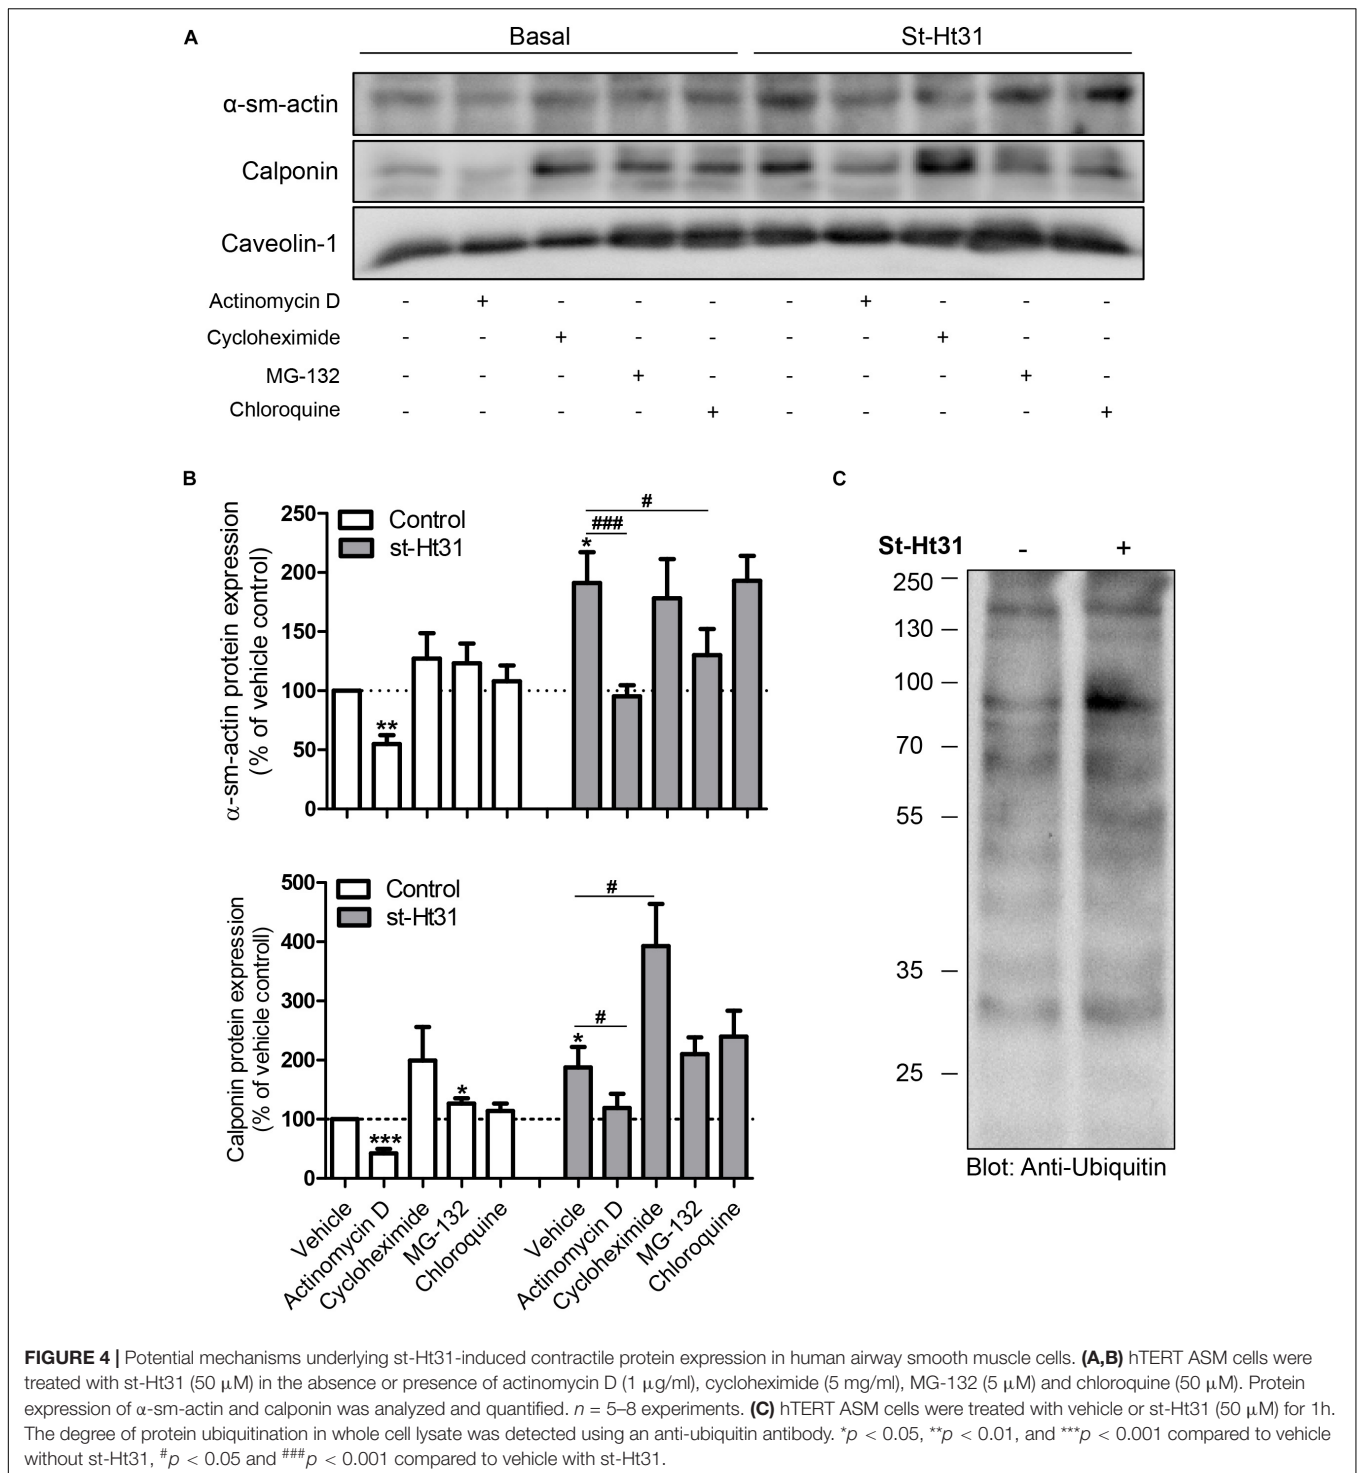 A
Basal St-Ht31
α-sm-actin
Calponin
Caveolin-1
Actinomycin D - + - - - - + - - -
Cycloheximide - - + - - - - + - -
MG-132 - - - + - - - - + -
Chloroquine - - - - + - - - - +
B
α-sm-actin protein expression
(% of vehicle control)
250
200
150
100
50
0
Control
st-Ht31
**
*
###
#
Calponin protein expression
(% of vehicle controll)
500
400
300
200
100
0
Control
st-Ht31
***
*
*
#
#
Vehicle
Actinomycin D
Cycloheximide
MG-132
Chloroquine
Vehicle
Actinomycin D
Cycloheximide
MG-132
Chloroquine
C
St-Ht31 - +
250
130
100
70
55
35
25
Blot: Anti-Ubiquitin
FIGURE 4 | Potential mechanisms underlying st-Ht31-induced contractile protein expression in human airway smooth muscle cells. (A,B) hTERT ASM cells were
treated with st-Ht31 (50 μM) in the absence or presence of actinomycin D (1 μg/ml), cycloheximide (5 mg/ml), MG-132 (5 μM) and chloroquine (50 μM). Protein
expression of α-sm-actin and calponin was analyzed and quantified. n = 5–8 experiments. (C) hTERT ASM cells were treated with vehicle or st-Ht31 (50 μM) for 1h.
The degree of protein ubiquitination in whole cell lysate was detected using an anti-ubiquitin antibody. *p < 0.05, **p < 0.01, and ***p < 0.001 compared to vehicle
without st-Ht31, #p < 0.05 and ###p < 0.001 compared to vehicle with st-Ht31.